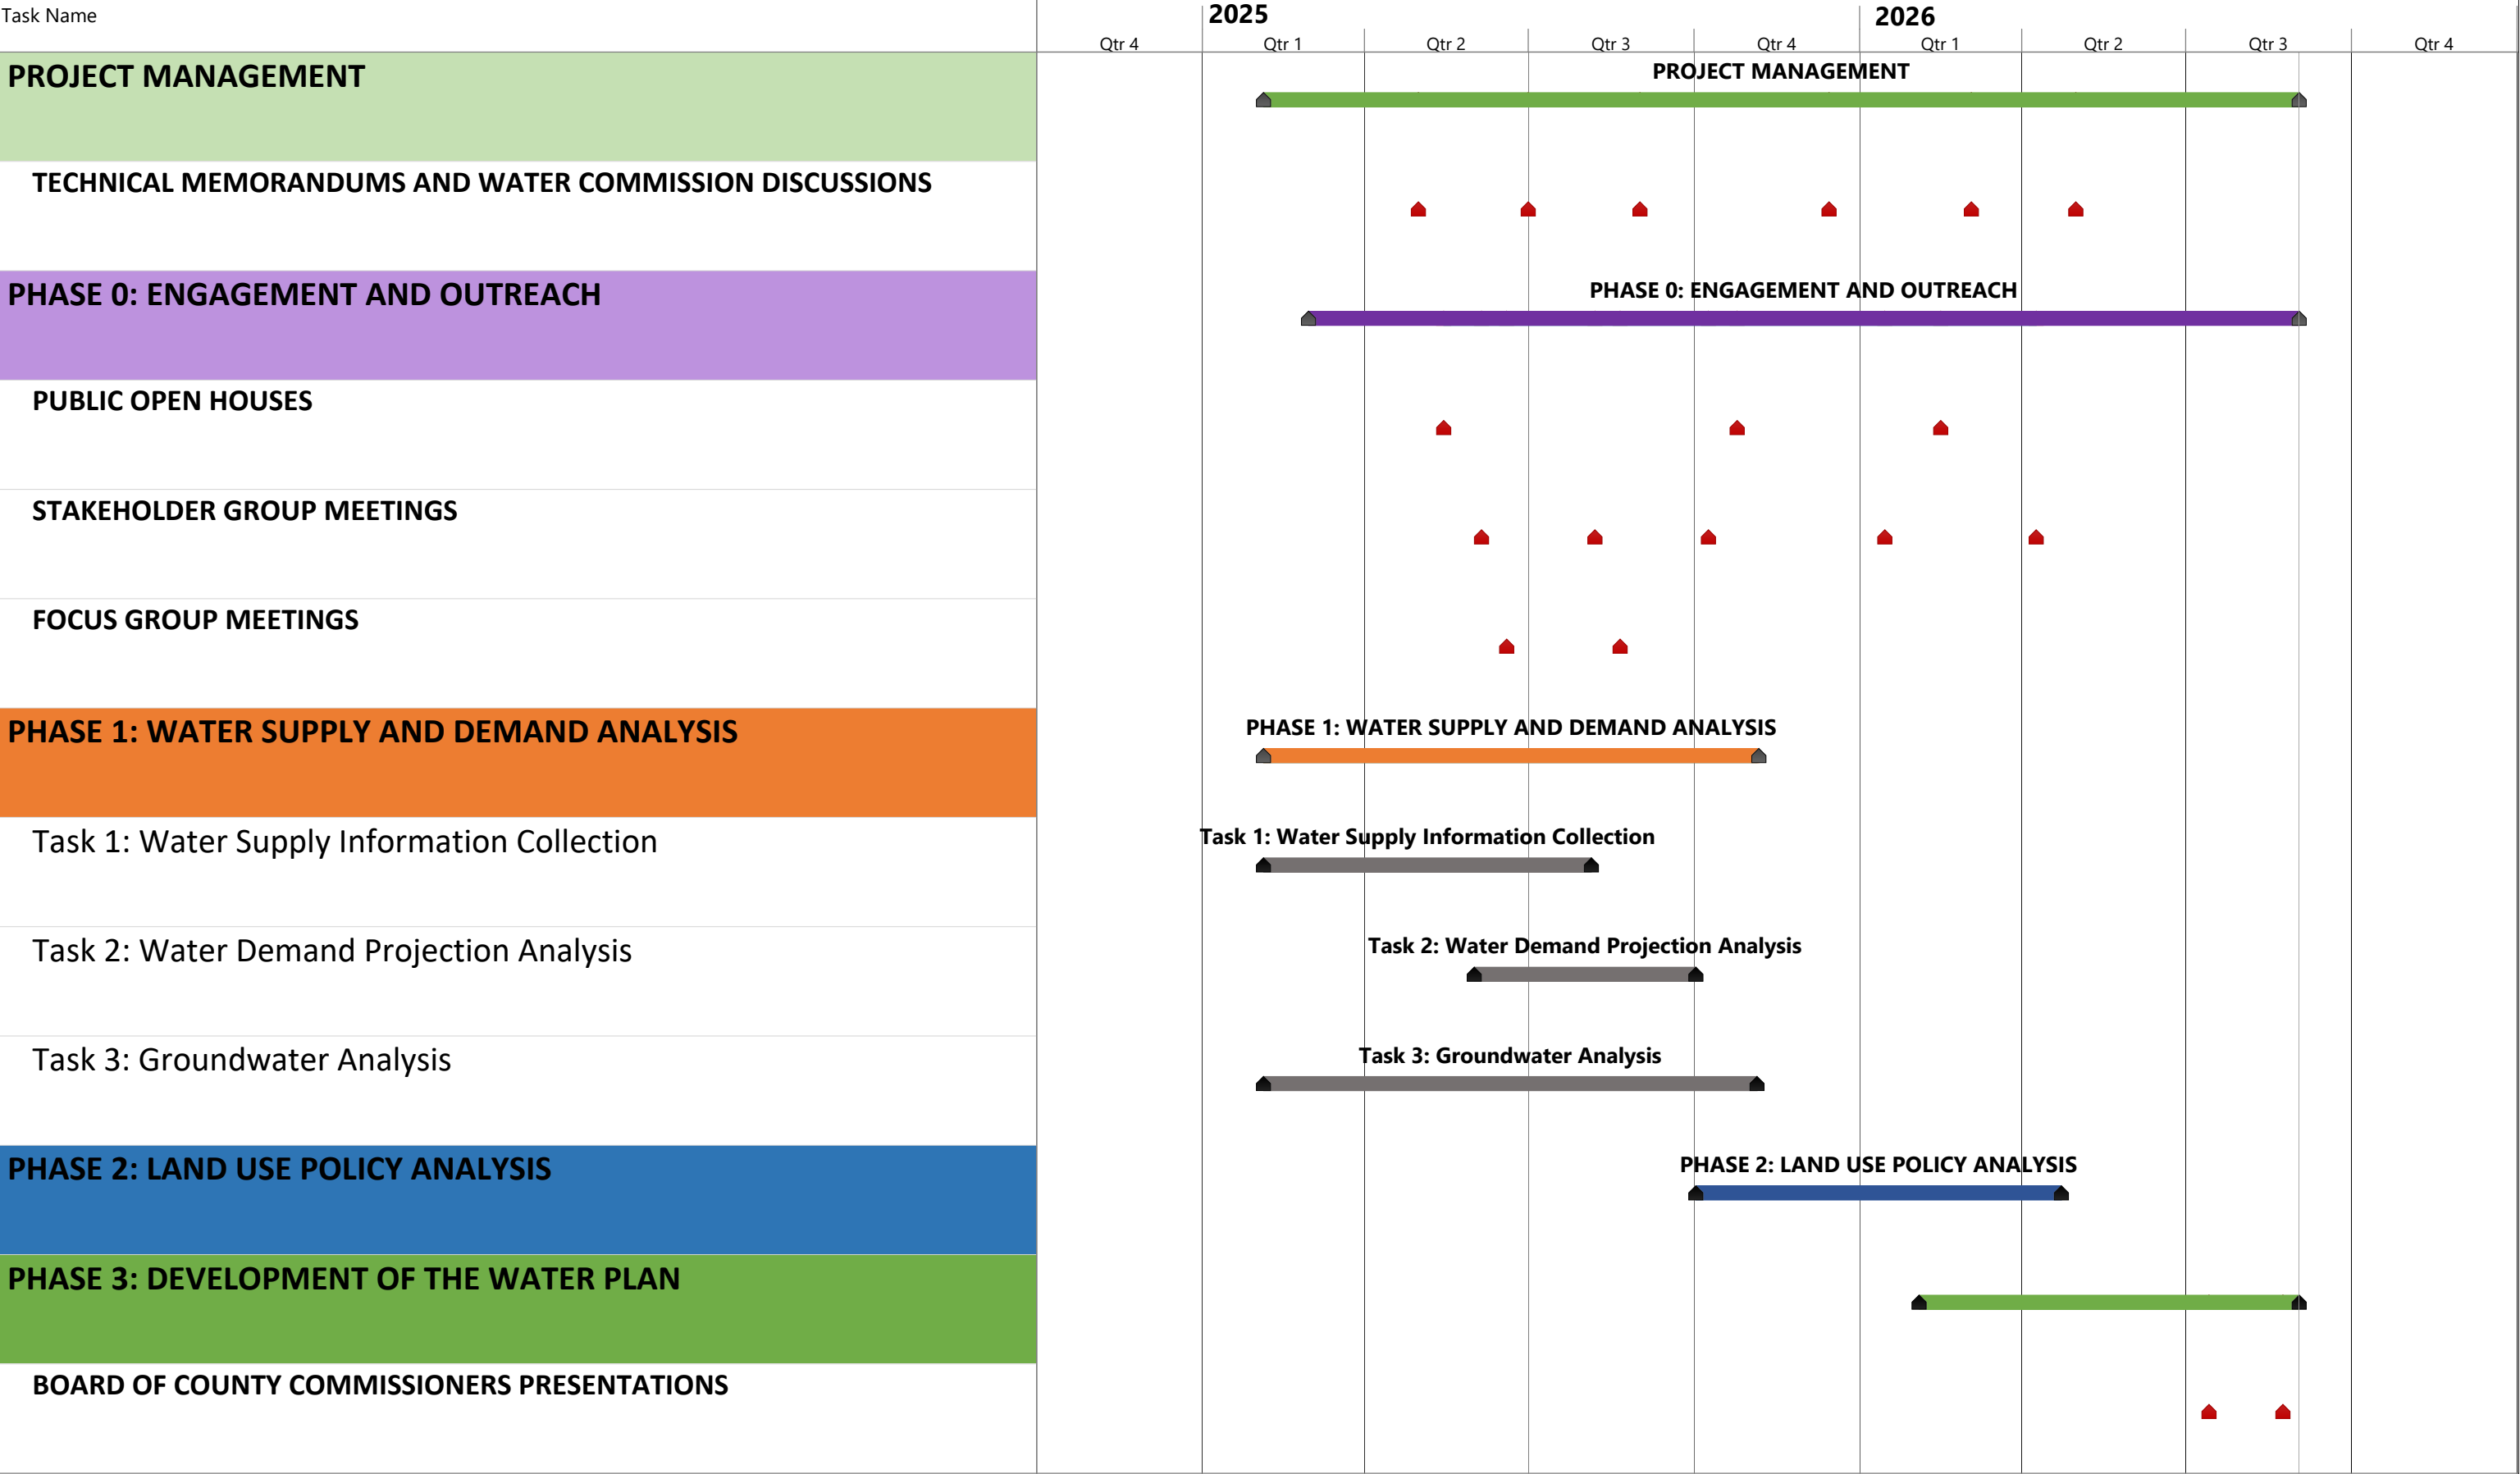 Task Name
2025
2026
Qtr 4
Qtr 1
Qtr 2
Qtr 3
Qtr 4
Qtr 1
Qtr 2
Qtr 3
Qtr 4
PROJECT MANAGEMENT
PROJECT MANAGEMENT
TECHNICAL MEMORANDUMS AND WATER COMMISSION DISCUSSIONS
PHASE 0: ENGAGEMENT AND OUTREACH
PHASE 0: ENGAGEMENT AND OUTREACH
PUBLIC OPEN HOUSES
STAKEHOLDER GROUP MEETINGS
FOCUS GROUP MEETINGS
PHASE 1: WATER SUPPLY AND DEMAND ANALYSIS
PHASE 1: WATER SUPPLY AND DEMAND ANALYSIS
Task 1: Water Supply Information Collection
Task 1: Water Supply Information Collection
Task 2: Water Demand Projection Analysis
Task 2: Water Demand Projection Analysis
Task 3: Groundwater Analysis
Task 3: Groundwater Analysis
PHASE 2: LAND USE POLICY ANALYSIS
PHASE 2: LAND USE POLICY ANALYSIS
PHASE 3: DEVELOPMENT OF THE WATER PLAN
BOARD OF COUNTY COMMISSIONERS PRESENTATIONS